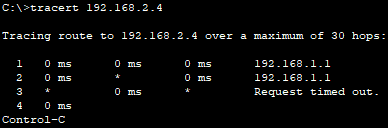 C:\>tracert 192.168.2.4
Tracing route to 192.168.2.4 over a maximum of 30 hops:
1 0 ms 0 ms 0 ms 192.168.1.1
2 0 ms * 0 ms 192.168.1.1
3 * 0 ms * Request timed out.
4 0 ms
Control-C